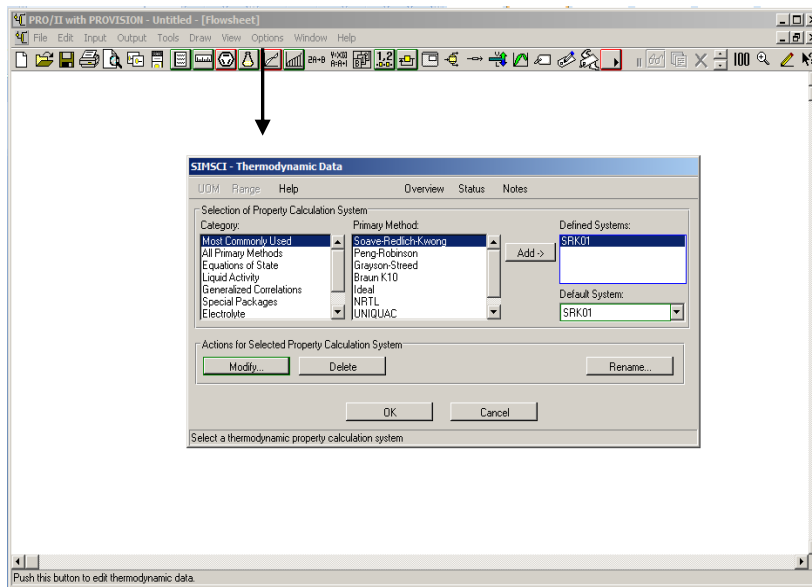 PRO/II with PROVISION - Untitled - [Flowsheet]
File Edit Input Output Tools Draw View Options Window Help
2A→B 1.2 100
SIMSCI - Thermodynamic Data
UOM Range Help Overview Status Notes
Selection of Property Calculation System
Category: Primary Method: Defined Systems:
Most Commonly Used Soave-Redlich-Kwong SRK01
All Primary Methods Peng-Robinson Add ->
Equations of State Grayson-Streed
Liquid Activity Braun K10
Generalized Correlations Ideal Default System:
Special Packages NRTL SRK01
Electrolyte UNIQUAC
Actions for Selected Property Calculation System
Modify... Delete Rename...
OK Cancel
Select a thermodynamic property calculation system
Push this button to edit thermodynamic data.